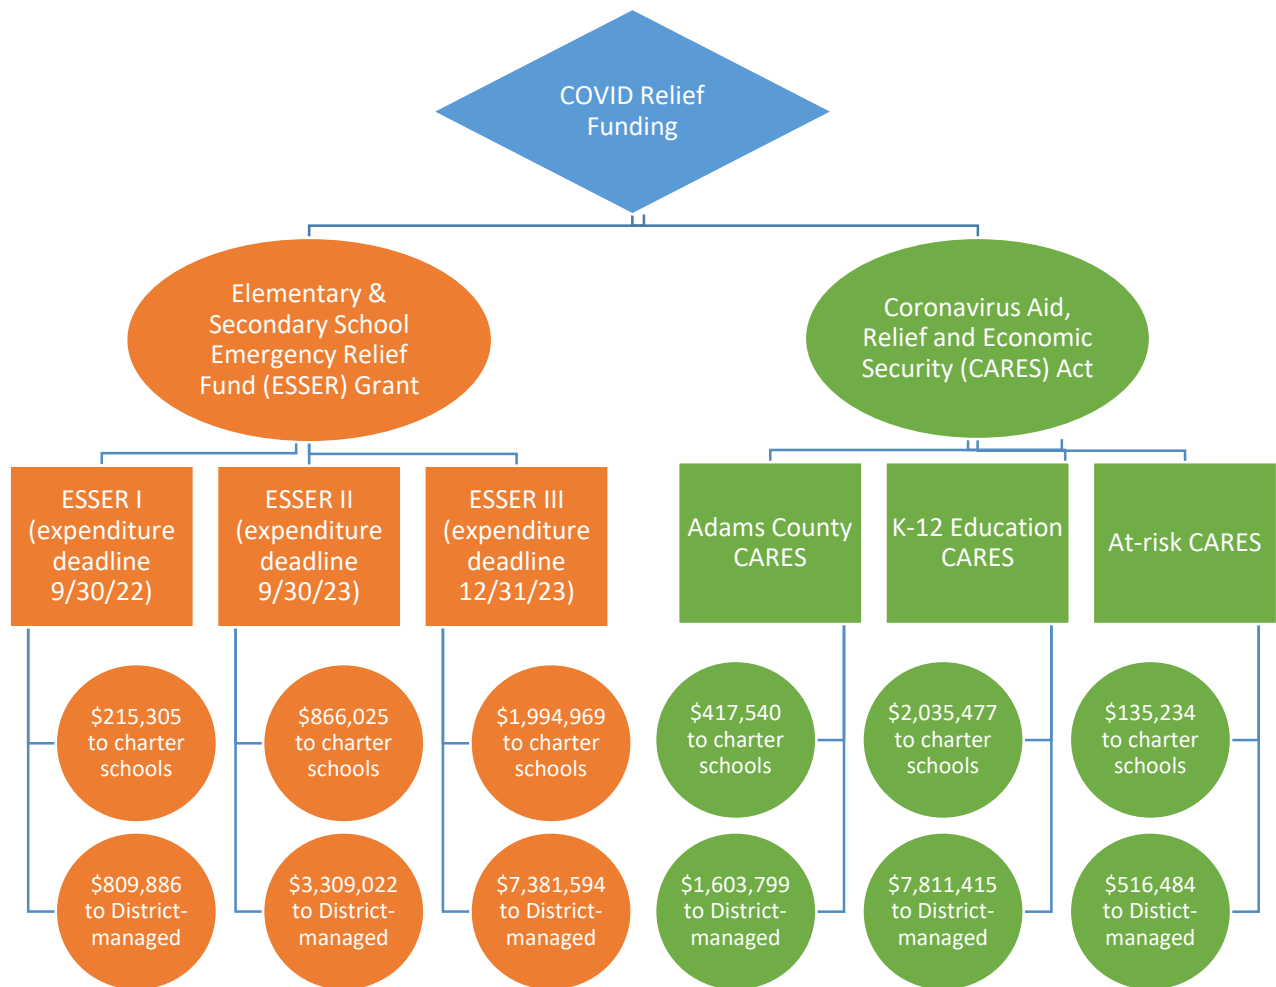 COVID Relief
Funding
Elementary &
Secondary School
Emergency Relief
Fund (ESSER) Grant
Coronavirus Aid,
Relief and Economic
Security (CARES) Act
ESSER I
(expenditure
deadline
9/30/22)
ESSER II
(expenditure
deadline
9/30/23)
ESSER III
(expenditure
deadline
12/31/23)
Adams County
CARES
K-12 Education
CARES
At-risk CARES
$215,305
to charter
schools
$866,025
to charter
schools
$1,994,969
to charter
schools
$417,540
to charter
schools
$2,035,477
to charter
schools
$135,234
to charter
schools
$809,886
to District-
managed
$3,309,022
to District-
managed
$7,381,594
to District-
managed
$1,603,799
to District-
managed
$7,811,415
to District-
managed
$516,484
to Distict-
managed